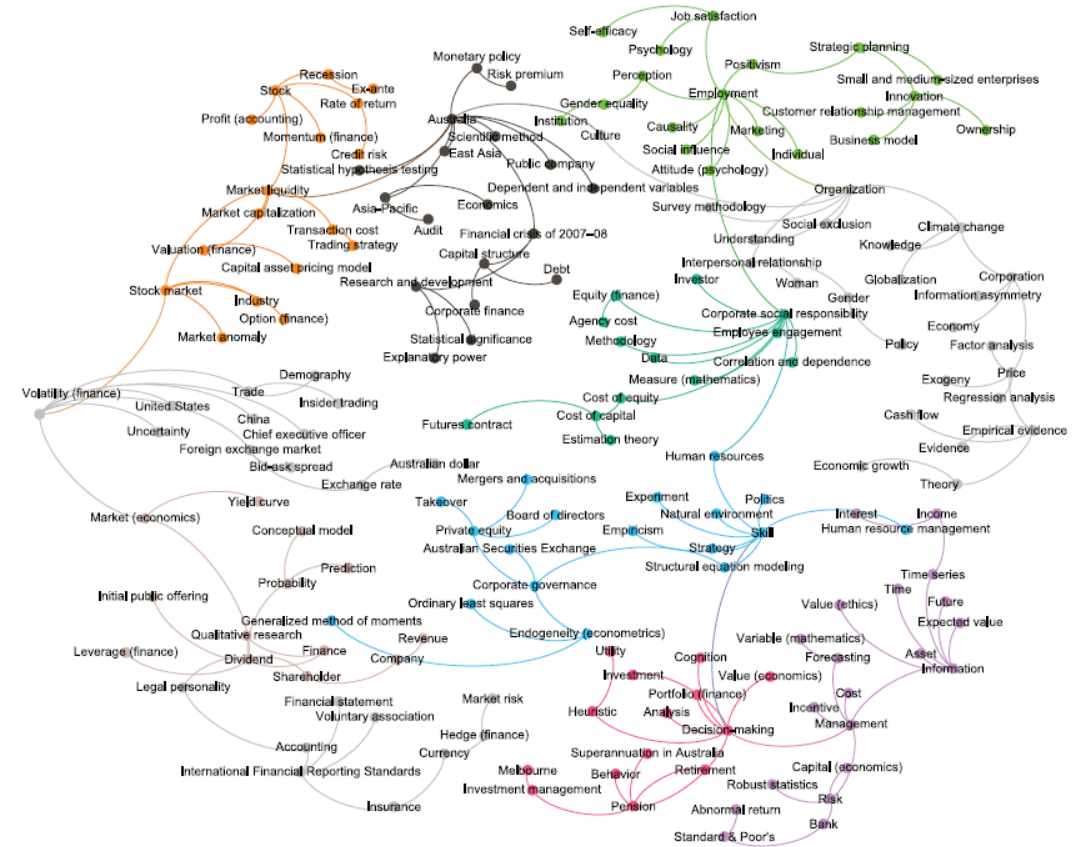 Job satisfaction
Self-efficacy
Psychology
Strategic planning
Monetary policy
Positivism
Recession
Risk premium
Perception
Small and medium-sized enterprises
Stock
Ex-ante
Employment
Innovation
Rate of return
Gender equality
Customer relationship management
Profit (accounting)
Australia
Institution
Causality
Marketing
Ownership
Momentum (finance)
Scientific method
Culture
Business model
Credit risk
East Asia
Social influence
Individual
Statistical hypothesis testing
Public company
Attitude (psychology)
Market liquidity
Dependent and independent variables
Organization
Asia-Pacific
Economics
Survey methodology
Market capitalization
Social exclusion
Climate change
Transaction cost
Audit
Financial crisis of 2007–08
Understanding
Knowledge
Valuation (finance)
Trading strategy
Capital structure
Interpersonal relationship
Capital asset pricing model
Debt
Investor
Woman
Globalization
Corporation
Research and development
Stock market
Industry
Equity (finance)
Gender
Information asymmetry
Option (finance)
Corporate finance
Agency cost
Corporate social responsibility
Economy
Market anomaly
Statistical significance
Methodology
Employee engagement
Policy
Factor analysis
Explanatory power
Data
Correlation and dependence
Demography
Measure (mathematics)
Price
Exogeny
Volatility (finance)
Trade
Insider trading
Cost of equity
Regression analysis
United States
China
Cost of capital
Cash flow
Uncertainty
Chief executive officer
Futures contract
Estimation theory
Empirical evidence
Foreign exchange market
Evidence
Bid-ask spread
Australian dollar
Human resources
Economic growth
Exchange rate
Mergers and acquisitions
Theory
Yield curve
Takeover
Experiment
Politics
Market (economics)
Board of directors
Natural environment
Interest
Income
Conceptual model
Private equity
Empiricism
Skill
Human resource management
Australian Securities Exchange
Strategy
Prediction
Structural equation modeling
Probability
Corporate governance
Time series
Initial public offering
Ordinary least squares
Time
Value (ethics)
Future
Generalized method of moments
Expected value
Qualitative research
Revenue
Endogeneity (econometrics)
Variable (mathematics)
Leverage (finance)
Finance
Utility
Dividend
Company
Cognition
Forecasting
Asset
Information
Shareholder
Investment
Value (economics)
Legal personality
Portfolio (finance)
Cost
Financial statement
Market risk
Heuristic
Analysis
Incentive
Voluntary association
Decision-making
Management
Hedge (finance)
Accounting
Currency
Superannuation in Australia
International Financial Reporting Standards
Melbourne
Behavior
Retirement
Capital (economics)
Investment management
Robust statistics
Insurance
Pension
Abnormal return
Risk
Bank
Standard & Poor's